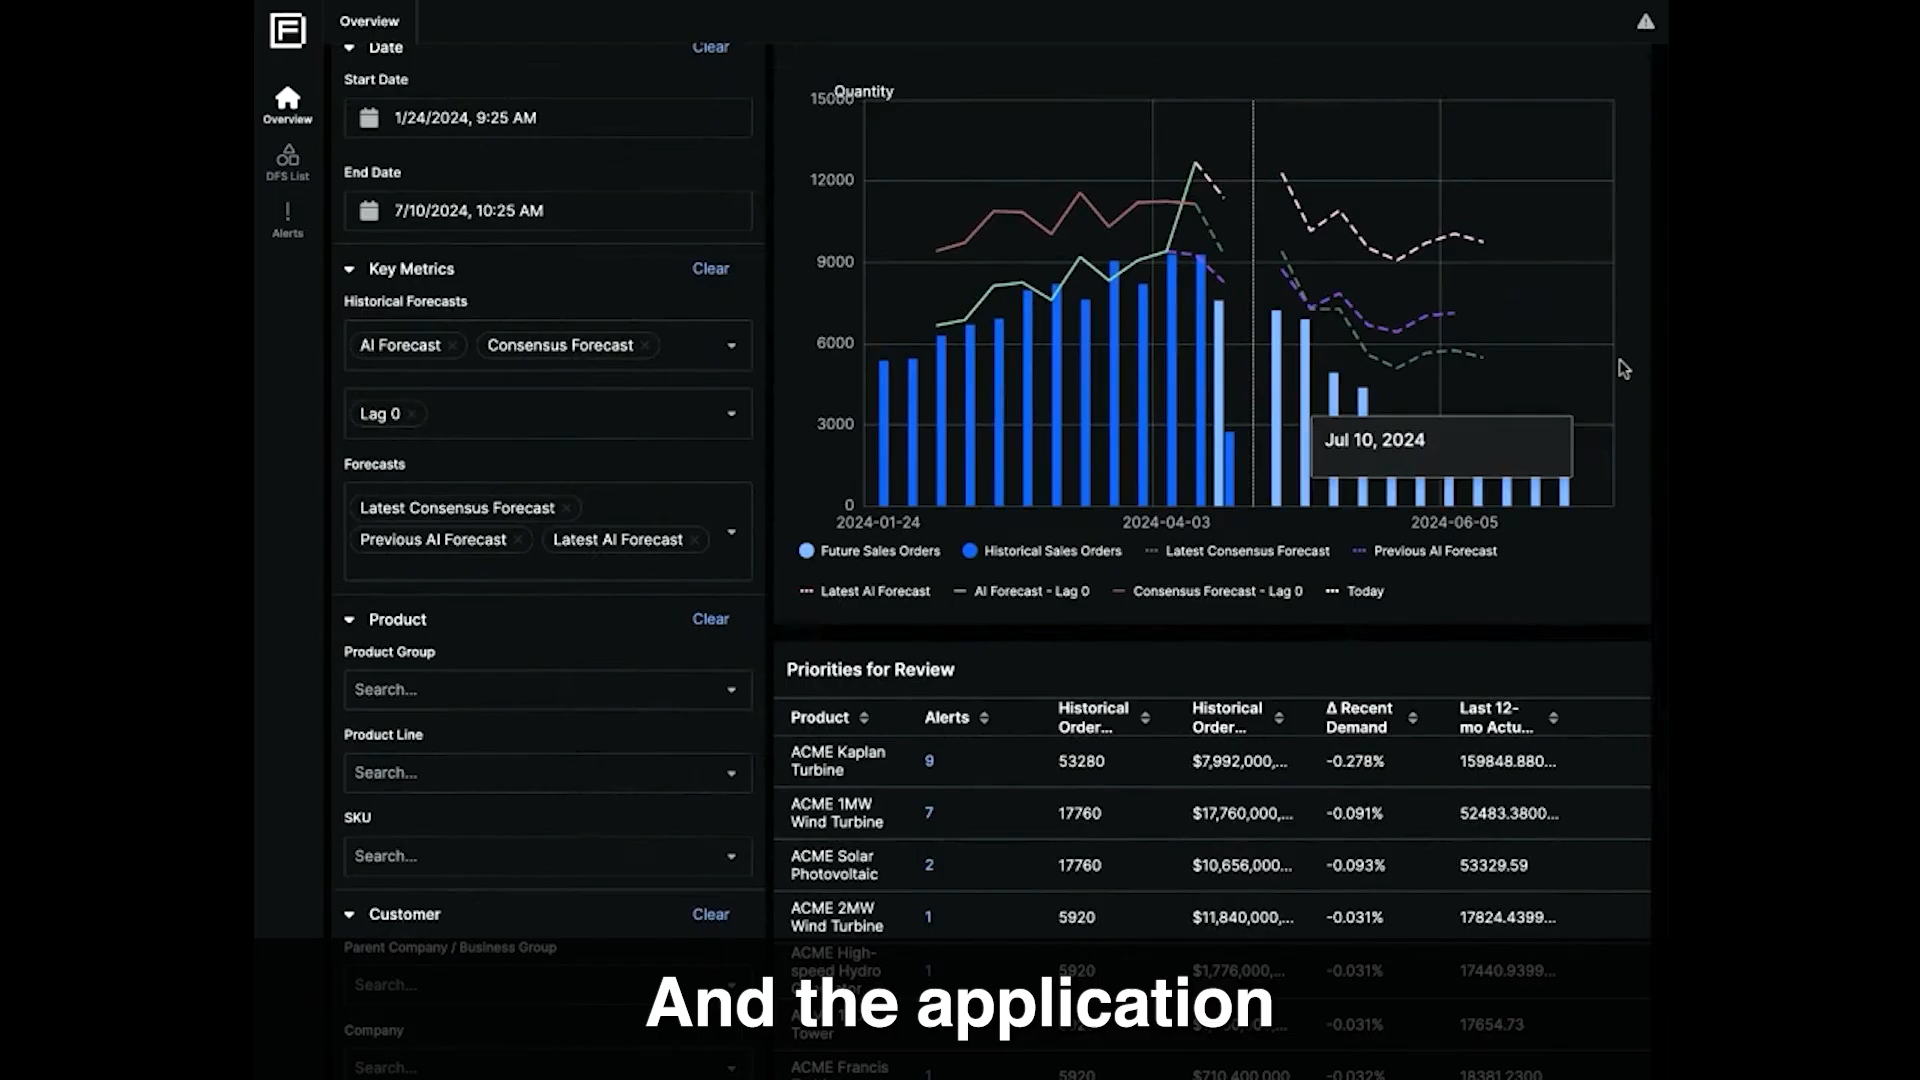 Overview
Date
Clear
Start Date
1/24/2024, 9:25 AM
End Date
7/10/2024, 10:25 AM
Overview
DFS List
Alerts
Key Metrics
Clear
Historical Forecasts
AI Forecast
Consensus Forecast
Lag 0
Forecasts
Latest Consensus Forecast
Previous AI Forecast
Latest AI Forecast
Product
Clear
Product Group
Search...
Product Line
Search...
SKU
Search...
Customer
Clear
Parent Company / Business Group
Search...
Company
Search...
Quantity
15000
12000
9000
6000
3000
0
2024-01-24
2024-04-03
2024-06-05
Jul 10, 2024
Future Sales Orders
Historical Sales Orders
Latest Consensus Forecast
Previous AI Forecast
Latest AI Forecast
AI Forecast - Lag 0
Consensus Forecast - Lag 0
Today
Priorities for Review
Product Alerts Historical Order... Historical Order... Δ Recent Demand Last 12-mo Actu...
ACME Kaplan Turbine 9 53280 $7,992,000,... -0.278% 159848.880...
ACME 1MW Wind Turbine 7 17760 $17,760,000,... -0.091% 52483.3800...
ACME Solar Photovoltaic 2 17760 $10,656,000... -0.093% 53329.59
ACME 2MW Wind Turbine 1 5920 $11,840,000,... -0.031% 17824.4399...
ACME High-speed Hydro 1 5920 $1,776,000,... -0.031% 17440.9399...
Tower -0.031% 17654.73
ACME Francis 1 5920 $710,400,000 -0.032% 18381.2300
And the application